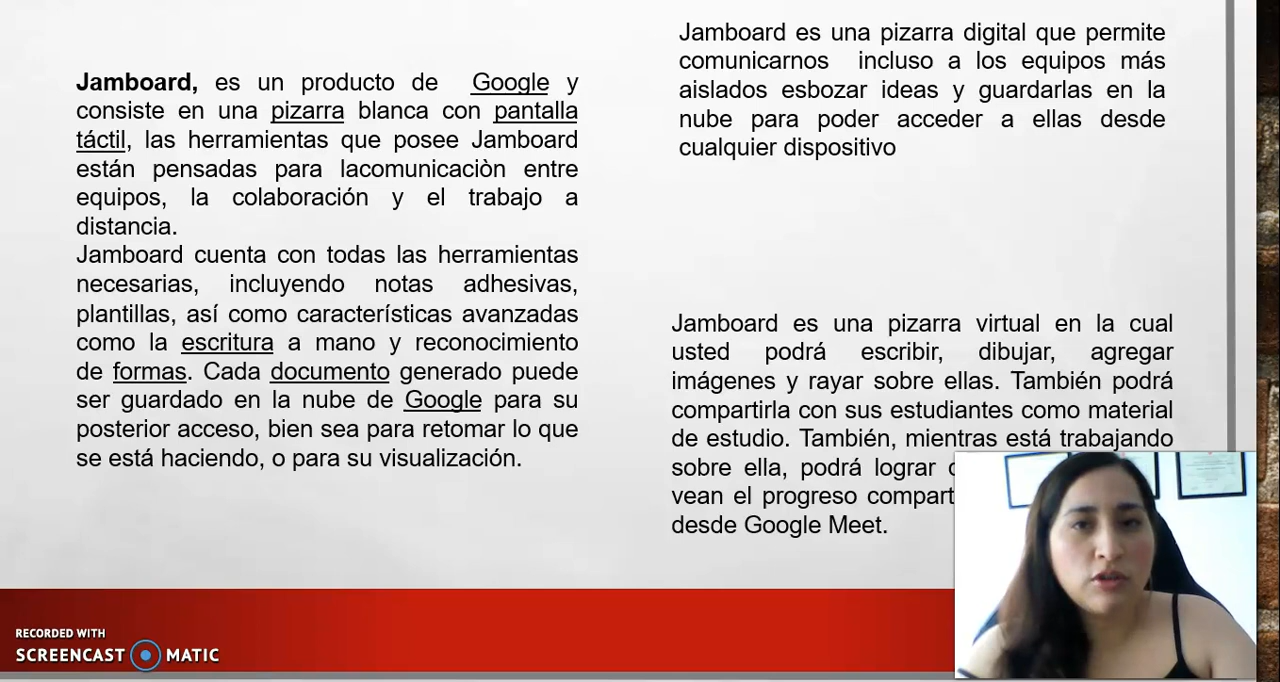 Jamboard, es un producto de Google y
consiste en una pizarra blanca con pantalla
táctil, las herramientas que posee Jamboard
están pensadas para lacomunicaciòn entre
equipos, la colaboración y el trabajo a
distancia.
Jamboard cuenta con todas las herramientas
necesarias, incluyendo notas adhesivas,
plantillas, así como características avanzadas
como la escritura a mano y reconocimiento
de formas. Cada documento generado puede
ser guardado en la nube de Google para su
posterior acceso, bien sea para retomar lo que
se está haciendo, o para su visualización.
Jamboard es una pizarra digital que permite
comunicarnos incluso a los equipos más
aislados esbozar ideas y guardarlas en la
nube para poder acceder a ellas desde
cualquier dispositivo
Jamboard es una pizarra virtual en la cual
usted podrá escribir, dibujar, agregar
imágenes y rayar sobre ellas. También podrá
compartirla con sus estudiantes como material
de estudio. También, mientras está trabajando
sobre ella, podrá lograr
vean el progreso
desde Google Meet.
RECORDED WITH
SCREENCAST MATIC